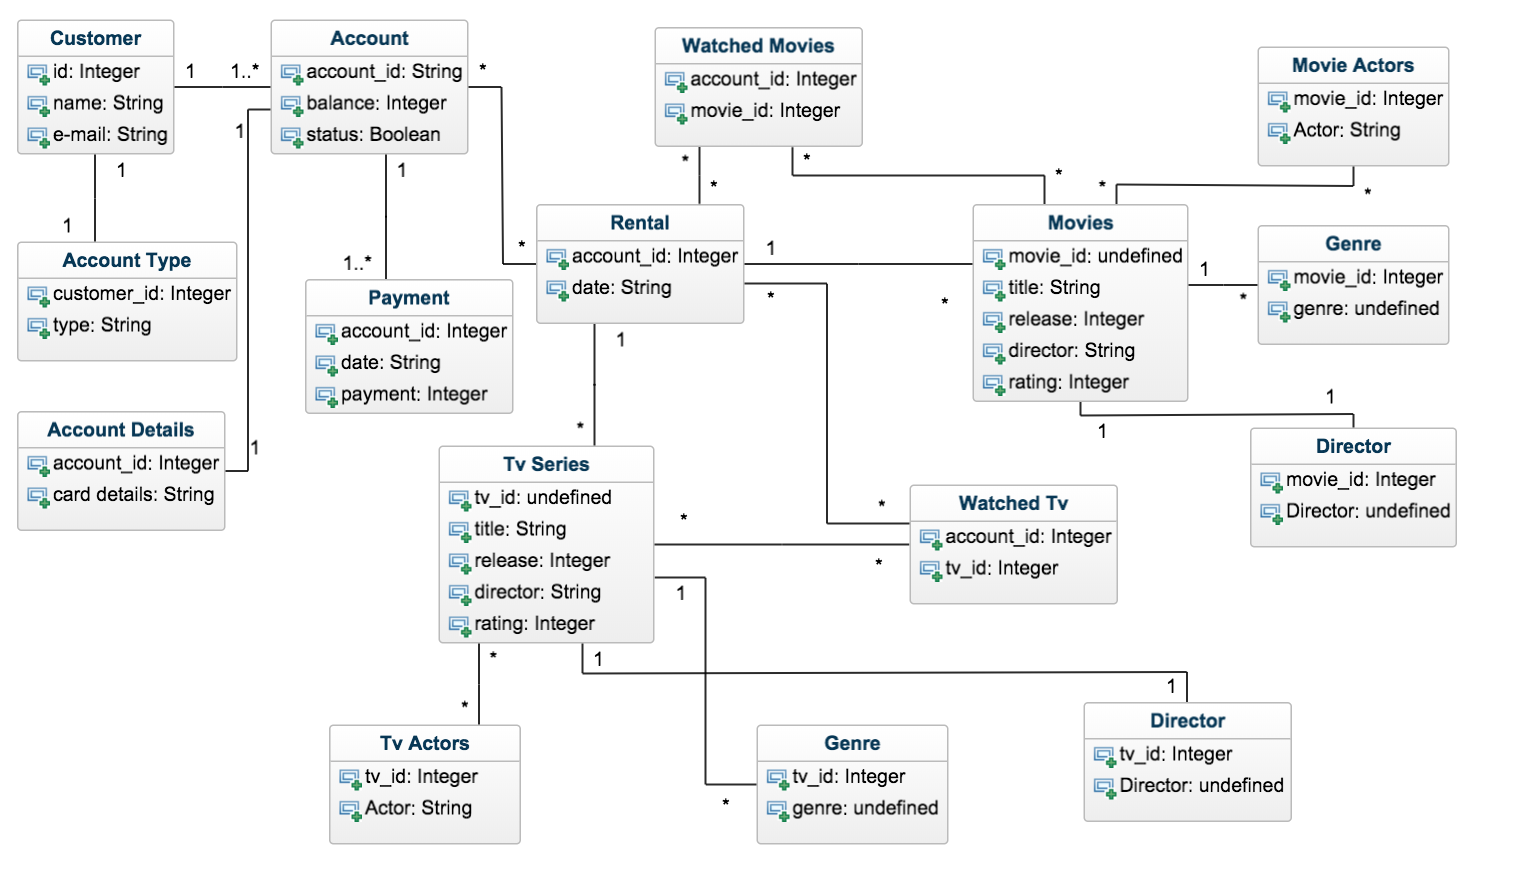 Customer
id: Integer
name: String
e-mail: String
1
1..*
Account
account_id: String
balance: Integer
status: Boolean
*
1
1
1
1
Account Type
customer_id: Integer
type: String
1..*
Payment
account_id: Integer
date: String
payment: Integer
Account Details
account_id: Integer
card details: String
1
Watched Movies
account_id: Integer
movie_id: Integer
*
*
*
*
Movie Actors
movie_id: Integer
Actor: String
*
*
*
Rental
account_id: Integer
date: String
1
*
*
1
Movies
movie_id: undefined
title: String
release: Integer
director: String
rating: Integer
1
*
Genre
movie_id: Integer
genre: undefined
1
1
Director
movie_id: Integer
Director: undefined
*
Tv Series
tv_id: undefined
title: String
release: Integer
director: String
rating: Integer
*
*
*
Watched Tv
account_id: Integer
tv_id: Integer
1
*
1
1
*
Tv Actors
tv_id: Integer
Actor: String
*
Genre
tv_id: Integer
genre: undefined
Director
tv_id: Integer
Director: undefined